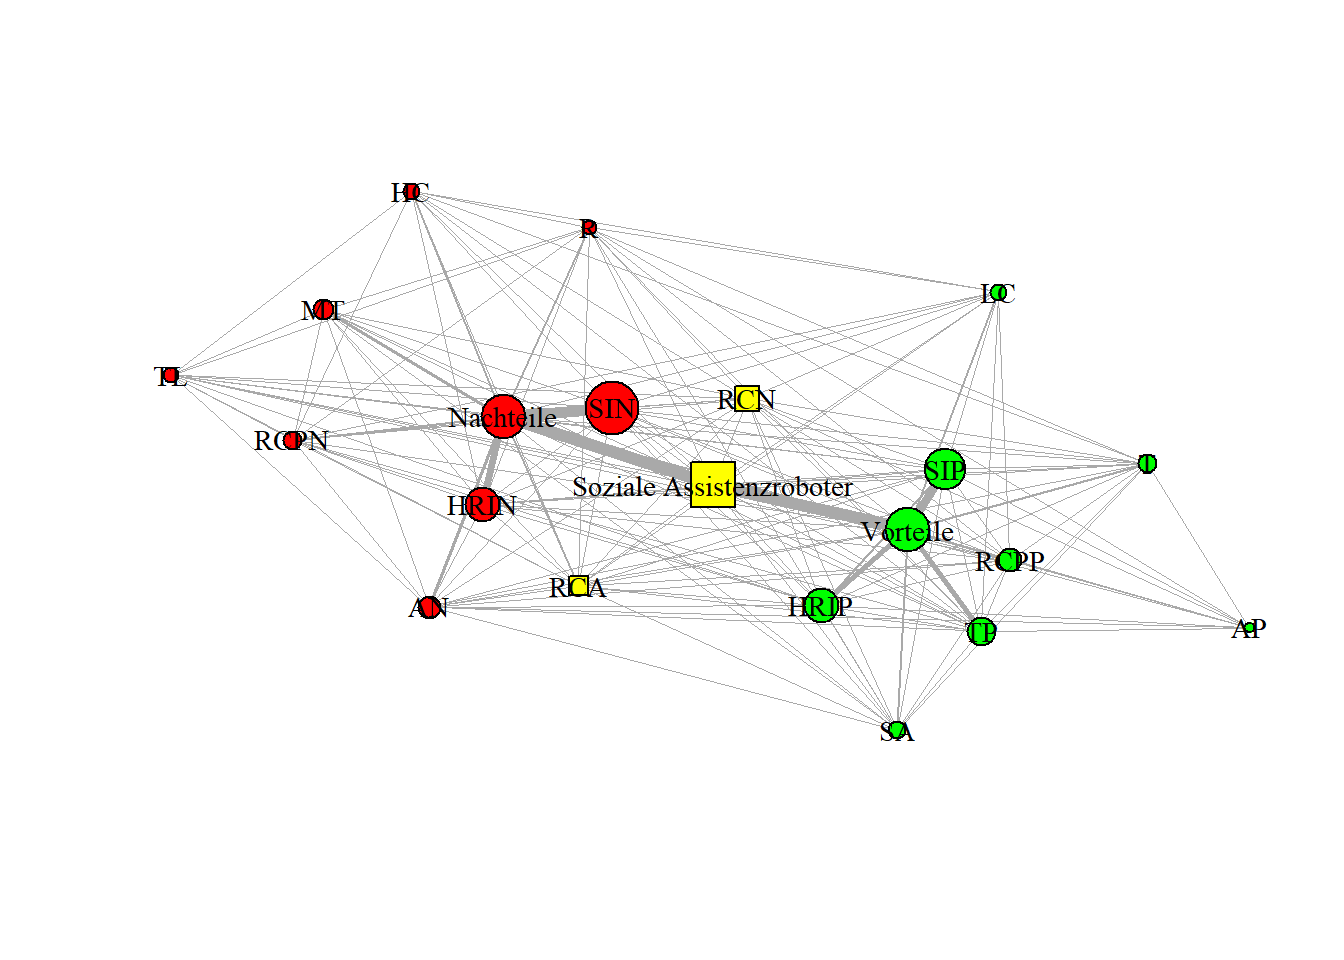 HC
R
LC
MT
TL
RCN
SIN
Nachteile
RCPN
SIP
I
Soziale Assistenzroboter
HRIN
Vorteile
RCPP
RCA
HRIP
AN
TP
AP
SA